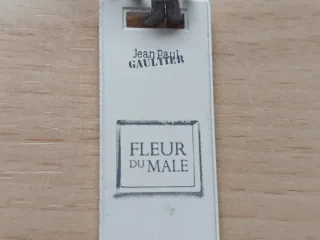 Jean Paul
GAULTIER
FLEUR
DU MALE